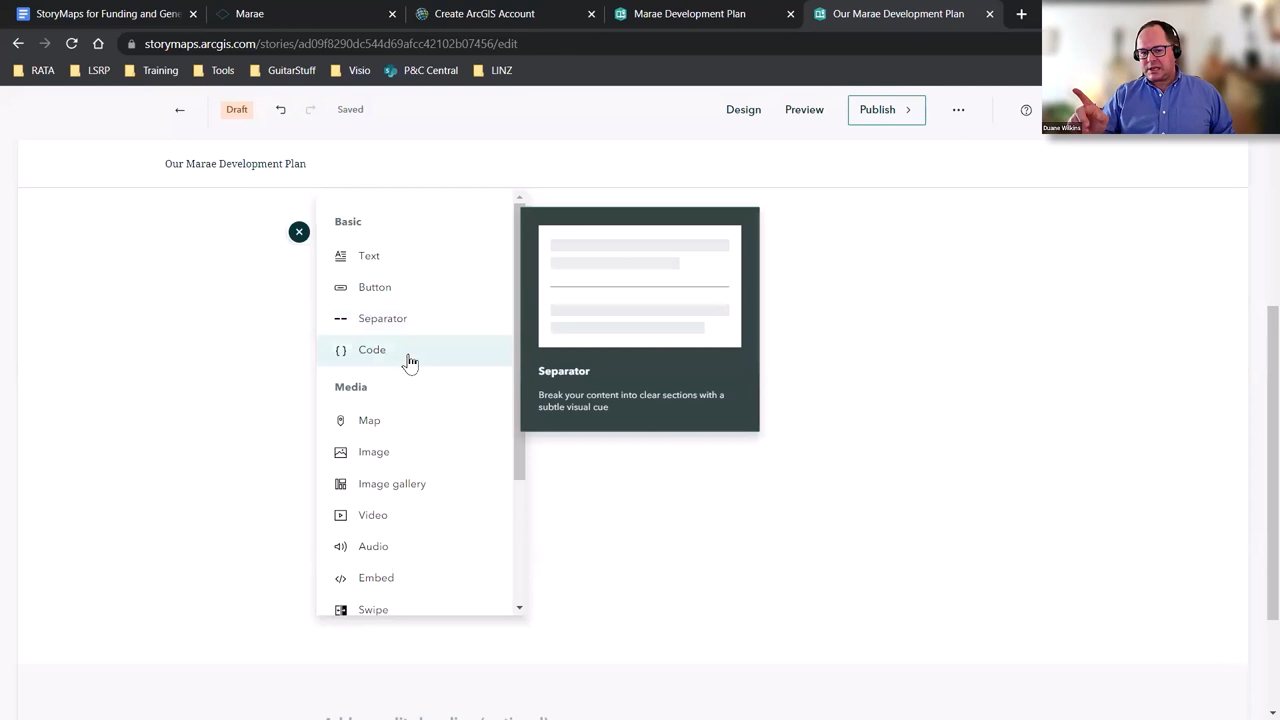 StoryMaps for Funding and Gene
Marae
Create ArcGIS Account
Marae Development Plan
Our Marae Development Plan
storymaps.arcgis.com/stories/ad09f8290dc544d69afcc42102b07456/edit
RATA
LSRP
Training
Tools
GuitarStuff
Visio
P&C Central
LINZ
Duane Wilkins
Draft
Saved
Design
Preview
Publish
Our Marae Development Plan
Basic
Text
Button
Separator
Code
Media
Map
Image
Image gallery
Video
Audio
Embed
Swipe
Separator
Break your content into clear sections with a
subtle visual cue